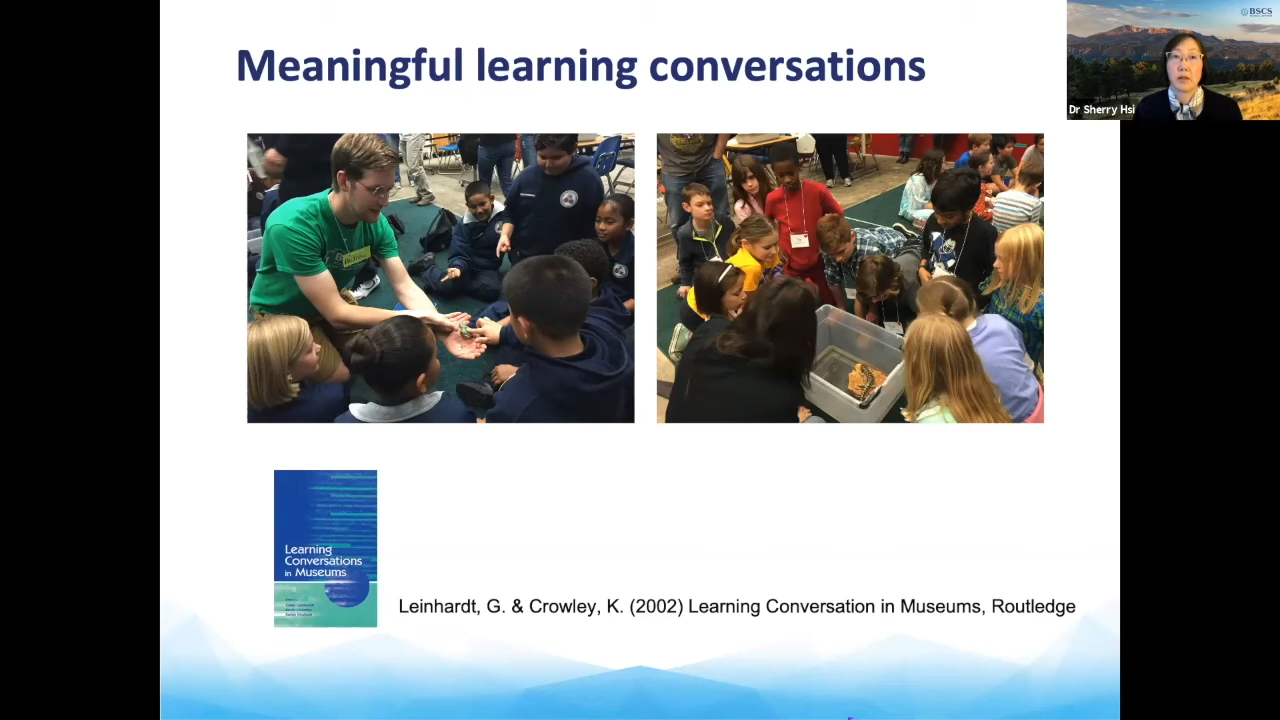 Meaningful learning conversations
BSCS
Dr Sherry Hsi
Learning
Conversations
in Museums
Leinhardt, G. & Crowley, K. (2002) Learning Conversation in Museums, Routledge